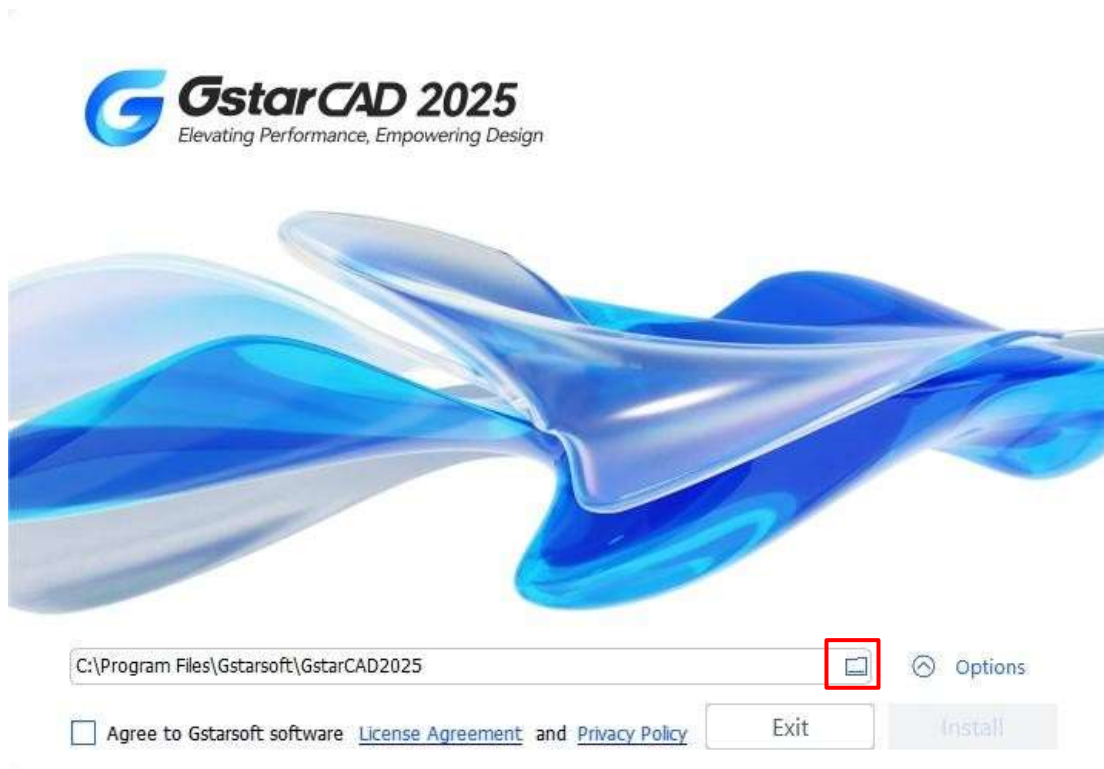 GstarCAD 2025
Elevating Performance, Empowering Design
C:\Program Files\Gstarsoft\GstarCAD2025
Options
Agree to Gstarsoft software License Agreement and Privacy Policy
Exit
Install